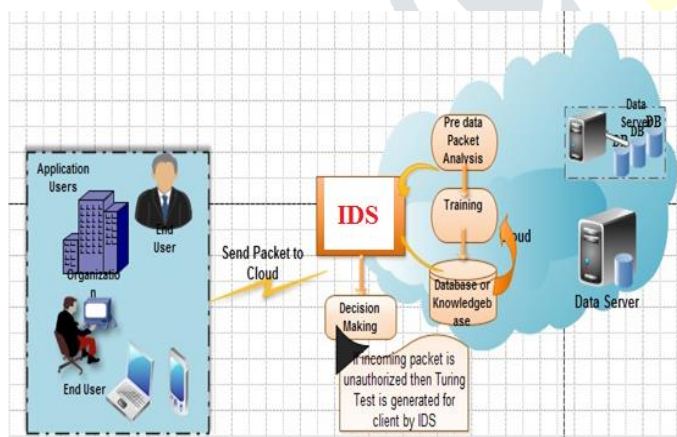 Application
Users
End
User
Organizatio
n
End User
Send Packet to
Cloud
IDS
Decision
Making
Pre data
Packet
Analysis
Training
Database or
Knowledgeb
ase
If incoming packet is
unauthorized then Turing
Test is generated for
client by IDS
Data
Server
DB
DB
DB
Data Server